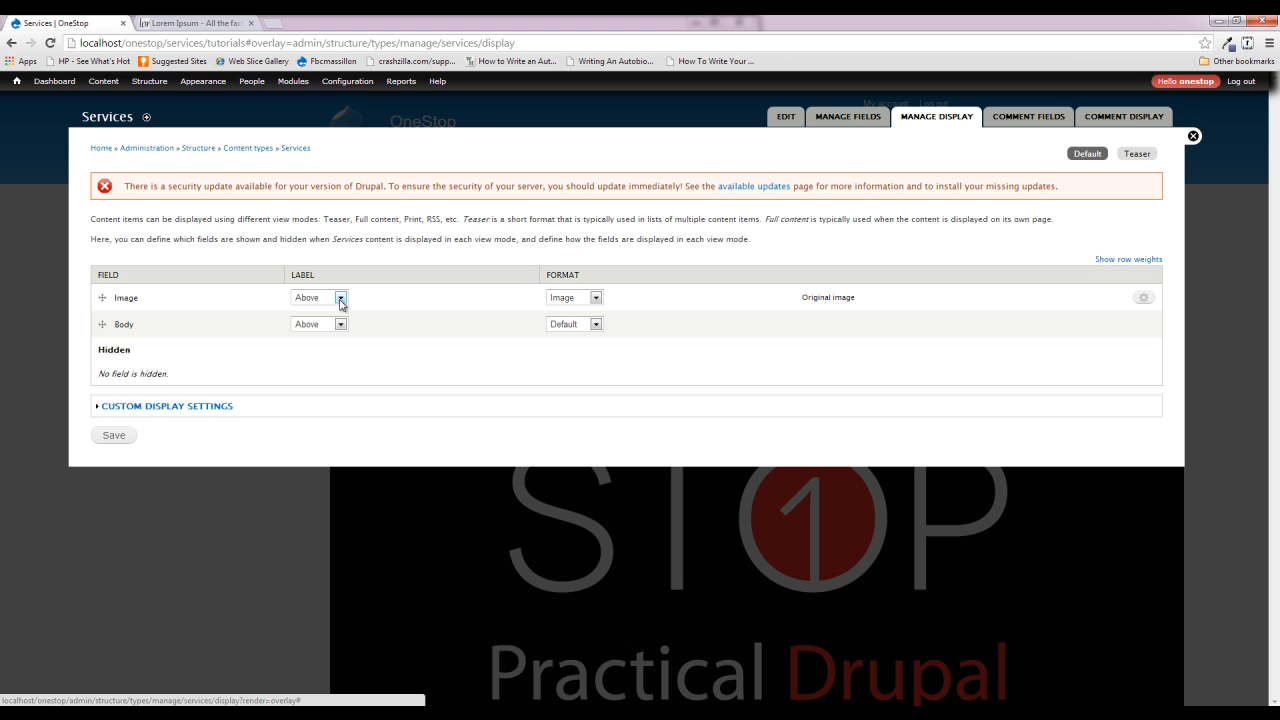 Services | OneStop
Lorem Ipsum - All the fac
localhost/onestop/services/tutorials#overlay=admin/structure/types/manage/services/display
Apps HP - See What's Hot Suggested Sites Web Slice Gallery Fbcmassillon crashzilla.com/supp... How to Write an Aut... Writing An Autobio... How To Write Your ... Other bookmarks
Dashboard Content Structure Appearance People Modules Configuration Reports Help Hello onestop Log out
My account Log out
OneStop
Services EDIT MANAGE FIELDS MANAGE DISPLAY COMMENT FIELDS COMMENT DISPLAY
Home » Administration » Structure » Content types » Services
Default Teaser
There is a security update available for your version of Drupal. To ensure the security of your server, you should update immediately! See the available updates page for more information and to install your missing updates.
Content items can be displayed using different view modes: Teaser, Full content, Print, RSS, etc. Teaser is a short format that is typically used in lists of multiple content items. Full content is typically used when the content is displayed on its own page.
Here, you can define which fields are shown and hidden when Services content is displayed in each view mode, and define how the fields are displayed in each view mode.
Show row weights
FIELD LABEL FORMAT
Image Above Image Original image
Body Above Default
Hidden
No field is hidden.
CUSTOM DISPLAY SETTINGS
Save
ST1P
Practical Drupal
localhost/onestop/admin/structure/types/manage/services/display?render=overlay#